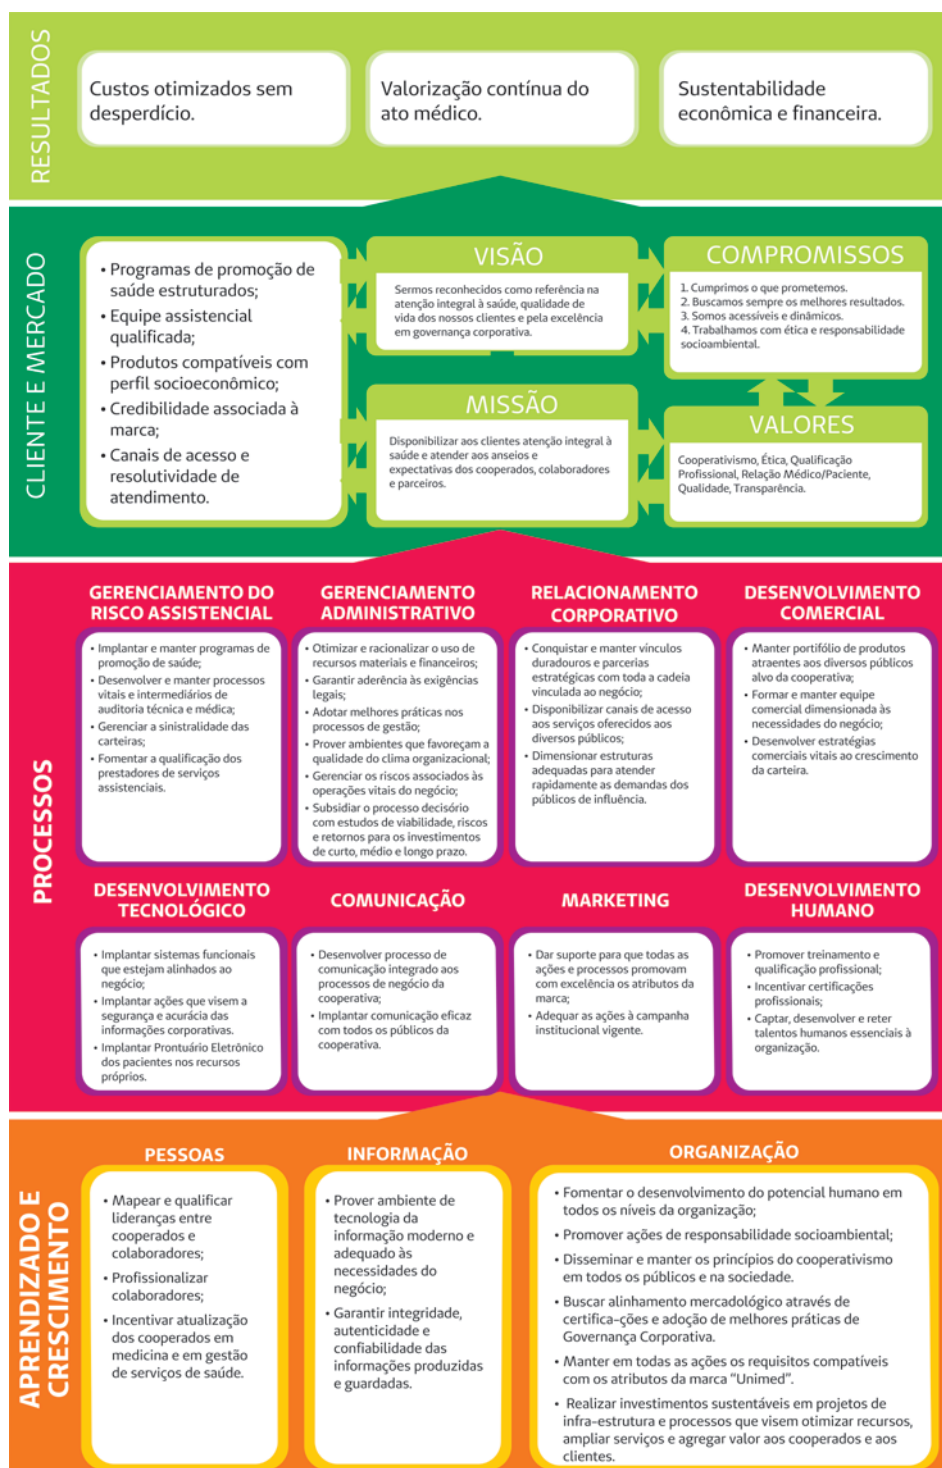 RESULTADOS
Custos otimizados sem
desperdício.
Valorização contínua do
ato médico.
Sustentabilidade
econômica e financeira.
CLIENTE E MERCADO
• Programas de promoção de
saúde estruturados;
• Equipe assistencial
qualificada;
• Produtos compatíveis com
perfil socioeconômico;
• Credibilidade associada à
marca;
• Canais de acesso e
resolutividade de
atendimento.
VISÃO
Sermos reconhecidos como referência na
atenção integral à saúde, qualidade de
vida dos nossos clientes e pela excelência
em governança corporativa.
COMPROMISSOS
1. Cumprimos o que prometemos.
2. Buscamos sempre os melhores resultados.
3. Somos acessíveis e dinâmicos.
4. Trabalhamos com ética e responsabilidade
socioambiental.
MISSÃO
Disponibilizar aos clientes atenção integral à
saúde e atender aos anseios e
expectativas dos cooperados, colaboradores
e parceiros.
VALORES
Cooperativismo, Ética, Qualificação
Profissional, Relação Médico/Paciente,
Qualidade, Transparência.
PROCESSOS
GERENCIAMENTO DO
RISCO ASSISTENCIAL
• Implantar e manter programas de
promoção de saúde;
• Desenvolver e manter processos
vitais e intermediários de
auditoria técnica e médica;
• Gerenciar a sinistralidade das
carteiras;
• Fomentar a qualificação dos
prestadores de serviços
assistenciais.
GERENCIAMENTO
ADMINISTRATIVO
• Otimizar e racionalizar o uso de
recursos materiais e financeiros;
• Garantir aderência às exigências
legais;
• Adotar melhores práticas nos
processos de gestão;
• Prover ambientes que favoreçam a
qualidade do clima organizacional;
• Gerenciar os riscos associados às
operações vitais do negócio;
• Subsidiar o processo decisório
com estudos de viabilidade, riscos
e retornos para os investimentos
de curto, médio e longo prazo.
RELACIONAMENTO
CORPORATIVO
• Conquistar e manter vínculos
duradouros e parcerias
estratégicas com toda a cadeia
vinculada ao negócio;
• Disponibilizar canais de acesso
aos serviços oferecidos aos
diversos públicos;
• Dimensionar estruturas
adequadas para atender
rapidamente as demandas dos
públicos de influência.
DESENVOLVIMENTO
COMERCIAL
• Manter portifólio de produtos
atraentes aos diversos públicos
alvo da cooperativa;
• Formar e manter equipe
comercial dimensionada às
necessidades do negócio;
• Desenvolver estratégias
comerciais vitais ao crescimento
da carteira.
DESENVOLVIMENTO
TECNOLÓGICO
• Implantar sistemas funcionais
que estejam alinhados ao
negócio;
• Implantar ações que visem a
segurança e acurácia das
informações corporativas.
• Implantar Prontuário Eletrônico
dos pacientes nos recursos
próprios.
COMUNICAÇÃO
• Desenvolver processo de
comunicação integrado aos
processos de negócio da
cooperativa;
• Implantar comunicação eficaz
com todos os públicos da
cooperativa.
MARKETING
• Dar suporte para que todas as
ações e processos promovam
com excelência os atributos da
marca;
• Adequar as ações à campanha
institucional vigente.
DESENVOLVIMENTO
HUMANO
• Promover treinamento e
qualificação profissional;
• Incentivar certificações
profissionais;
• Captar, desenvolver e reter
talentos humanos essenciais à
organização.
APRENDIZADO E
CRESCIMENTO
PESSOAS
• Mapear e qualificar
lideranças entre
cooperados e
colaboradores;
• Profissionalizar
colaboradores;
• Incentivar atualização
dos cooperados em
medicina e em gestão
de serviços de saúde.
INFORMAÇÃO
• Prover ambiente de
tecnologia da
informação moderno e
adequado às
necessidades do
negócio;
• Garantir integridade,
autenticidade e
confiabilidade das
informações produzidas
e guardadas.
ORGANIZAÇÃO
• Fomentar o desenvolvimento do potencial humano em
todos os níveis da organização;
• Promover ações de responsabilidade socioambiental;
• Disseminar e manter os princípios do cooperativismo
em todos os públicos e na sociedade.
• Buscar alinhamento mercadológico através de
certifica-ções e adoção de melhores práticas de
Governança Corporativa.
• Manter em todas as ações os requisitos compatíveis
com os atributos da marca “Unimed”.
• Realizar investimentos sustentáveis em projetos de
infra-estrutura e processos que visem otimizar recursos,
ampliar serviços e agregar valor aos cooperados e aos
clientes.